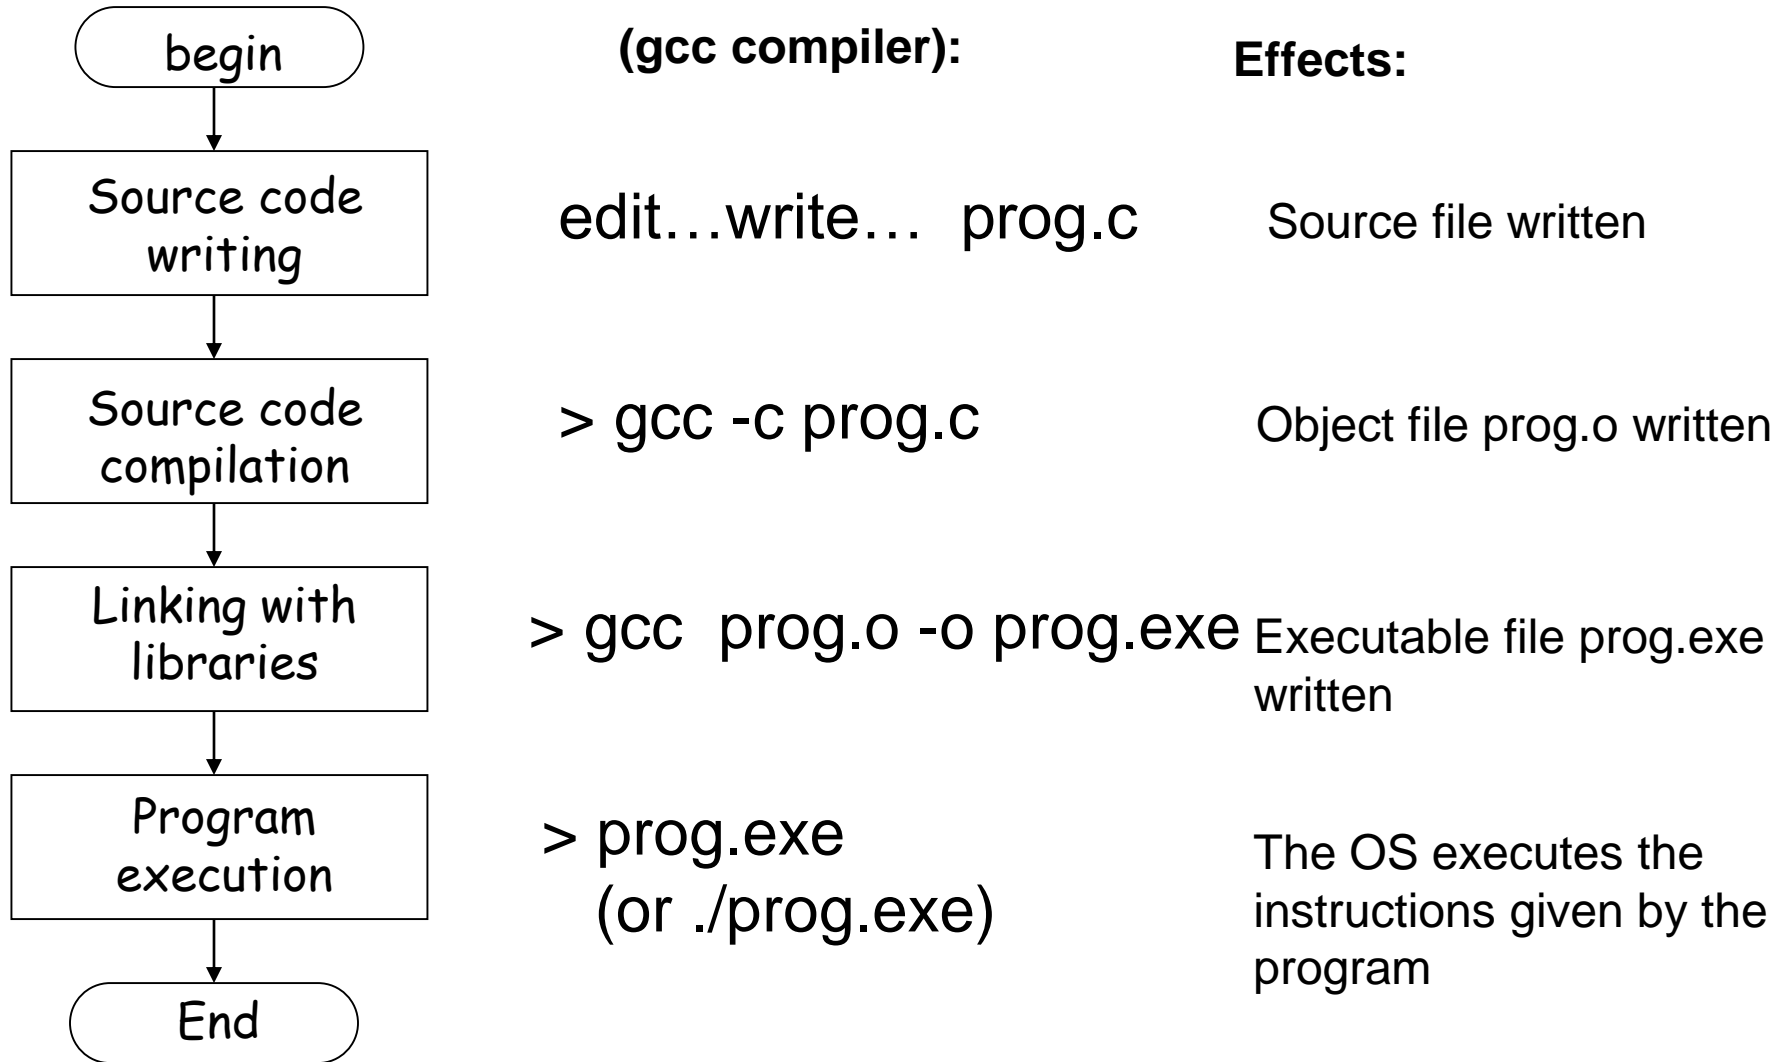 begin
(gcc compiler):
Effects:
Source code
writing
edit…write… prog.c
Source file written
Source code
compilation
> gcc -c prog.c
Object file prog.o written
Linking with
libraries
> gcc prog.o -o prog.exe
Executable file prog.exe
written
Program
execution
> prog.exe
(or ./prog.exe)
The OS executes the
instructions given by the
program
End